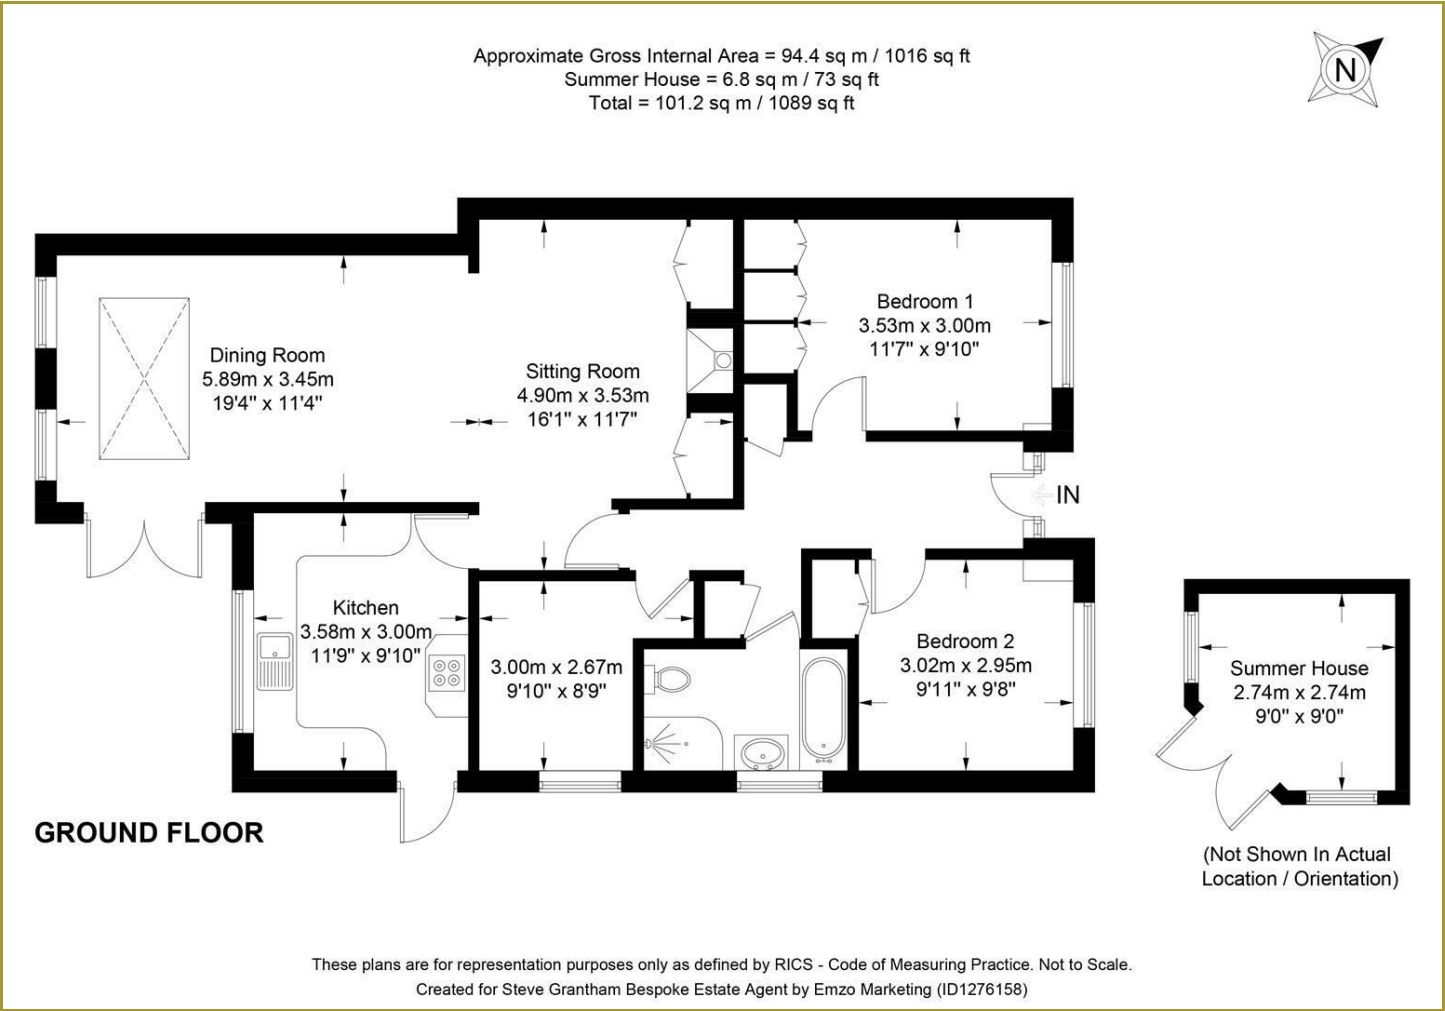 Approximate Gross Internal Area = 94.4 sq m / 1016 sq ft
Summer House = 6.8 sq m / 73 sq ft
Total = 101.2 sq m / 1089 sq ft
N
Bedroom 1
3.53m x 3.00m
11'7" x 9'10"
Dining Room
5.89m x 3.45m
19'4" x 11'4"
Sitting Room
4.90m x 3.53m
16'1" x 11'7"
IN
Kitchen
3.58m x 3.00m
11'9" x 9'10"
3.00m x 2.67m
9'10" x 8'9"
Bedroom 2
3.02m x 2.95m
9'11" x 9'8"
Summer House
2.74m x 2.74m
9'0" x 9'0"
GROUND FLOOR
(Not Shown In Actual
Location / Orientation)
These plans are for representation purposes only as defined by RICS - Code of Measuring Practice. Not to Scale.
Created for Steve Grantham Bespoke Estate Agent by Emzo Marketing (ID1276158)